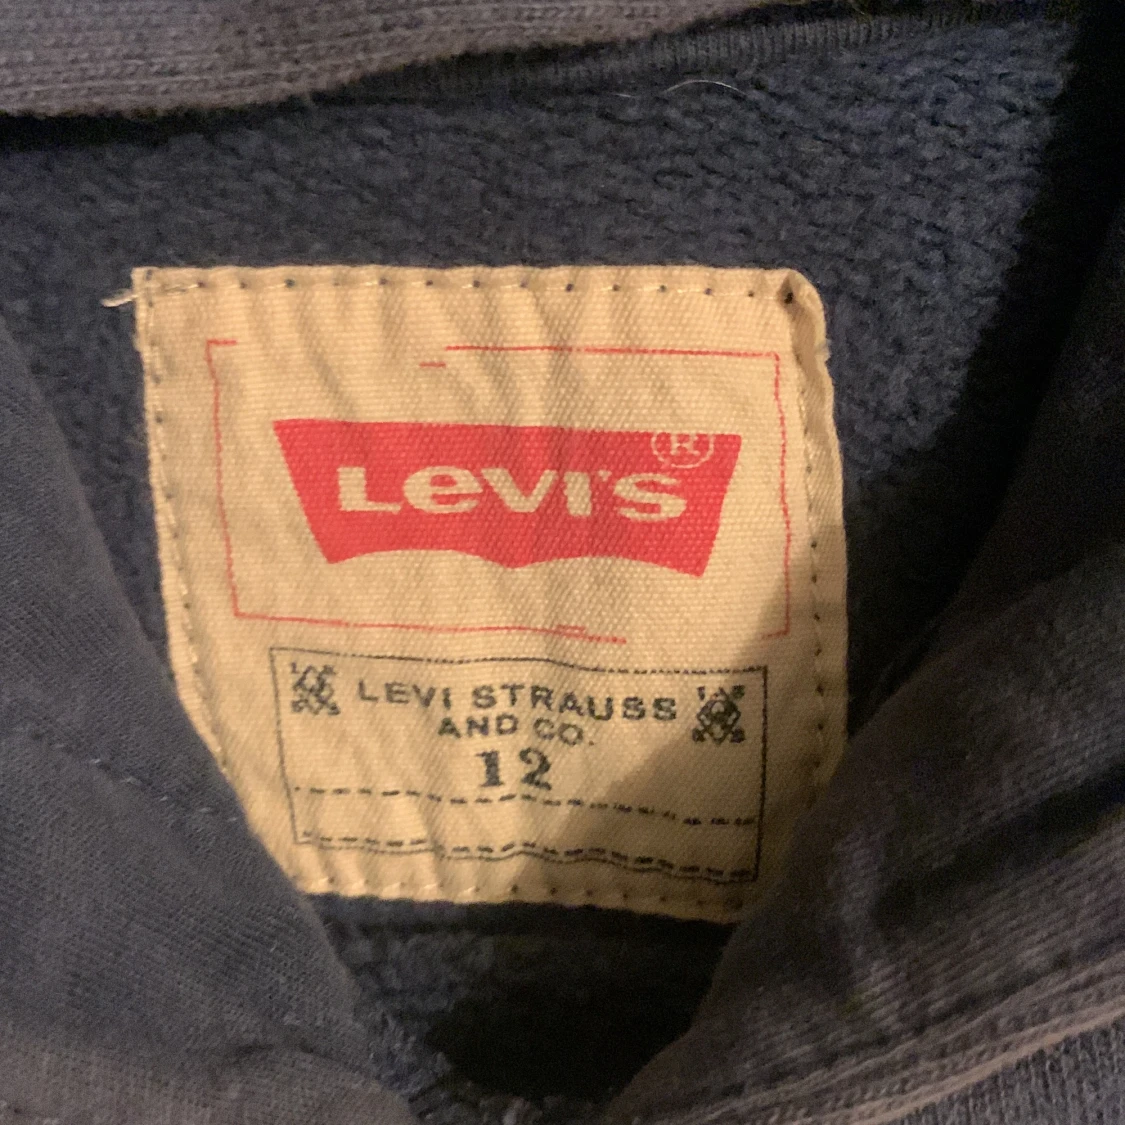 LEVI'S®
LEVI STRAUSS
AND CO.
12